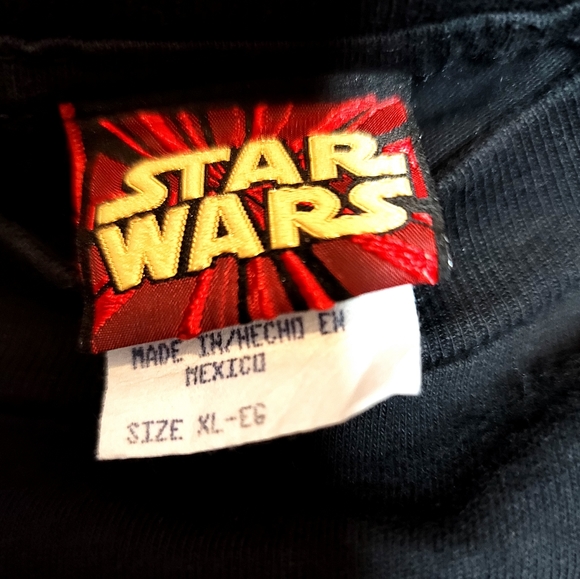 STAR
WARS
MADE IN/HECHO EN
MEXICO
SIZE XL-EG